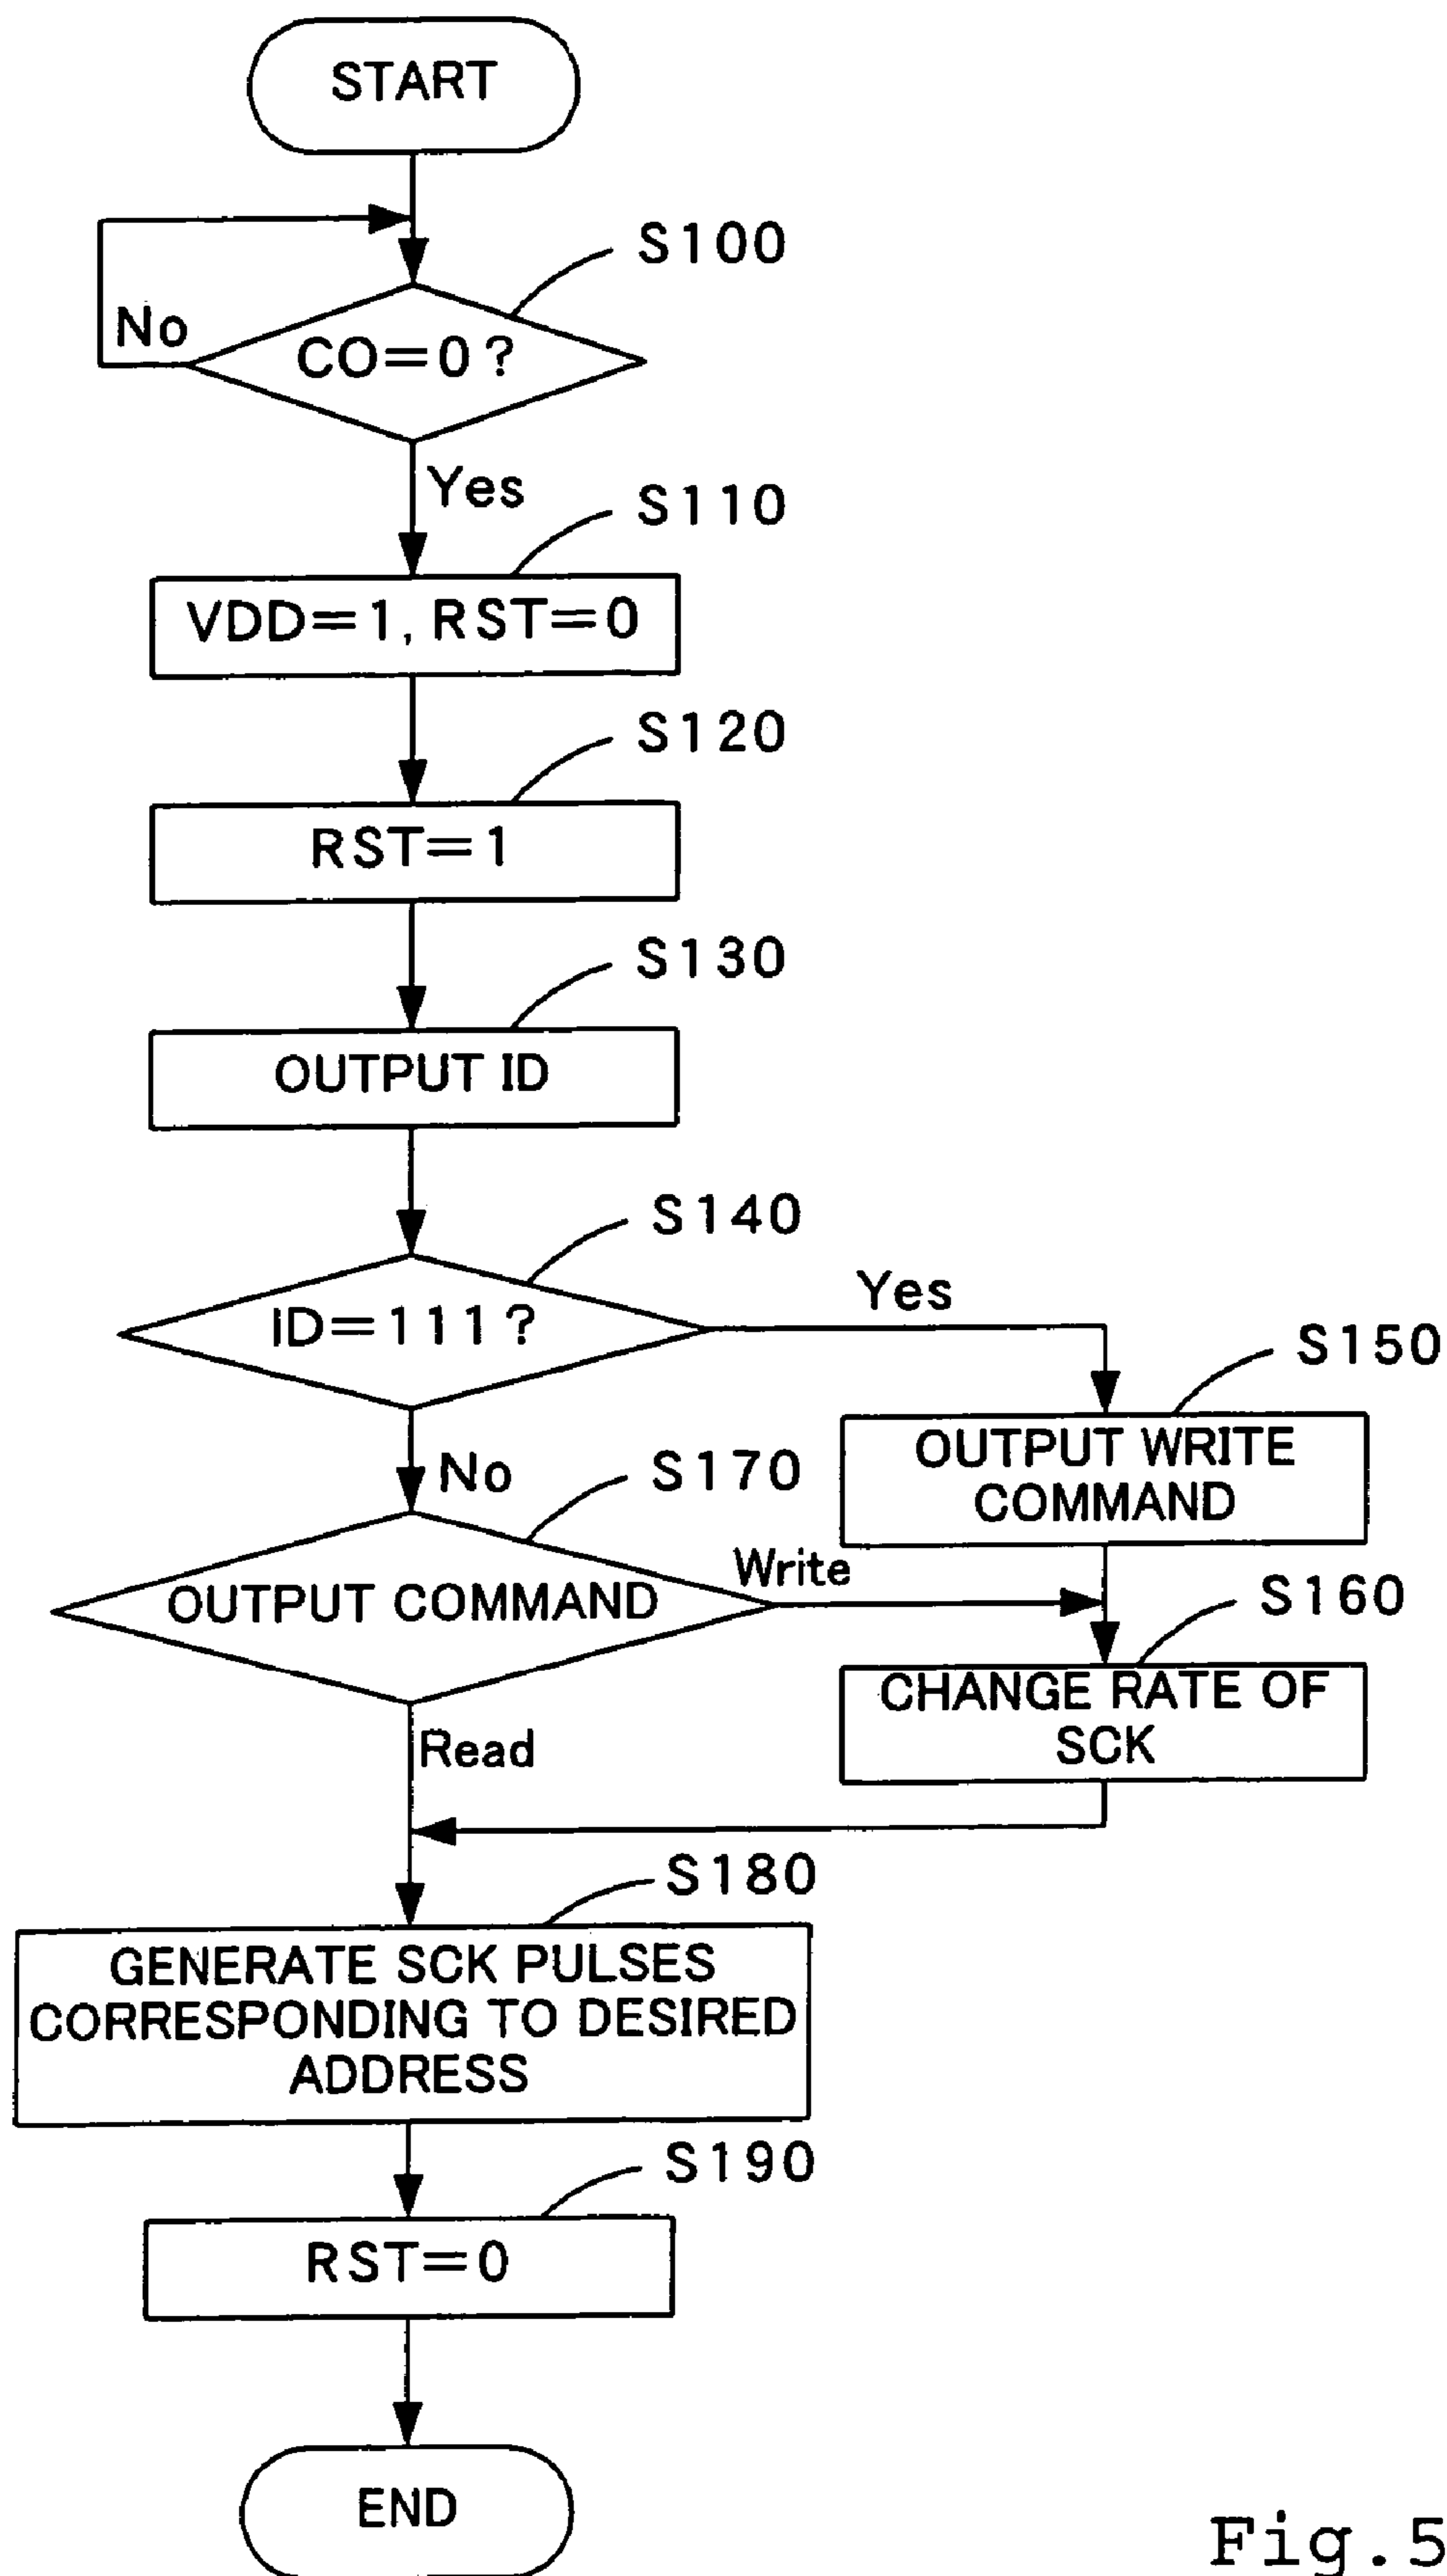 START
S100
No
CO=0?
Yes
S110
VDD=1, RST=0
S120
RST=1
S130
OUTPUT ID
S140
ID=111?
Yes
S150
OUTPUT WRITE
COMMAND
No
S170
Write
OUTPUT COMMAND
S160
CHANGE RATE OF
SCK
Read
S180
GENERATE SCK PULSES
CORRESPONDING TO DESIRED
ADDRESS
S190
RST=0
END
Fig.5